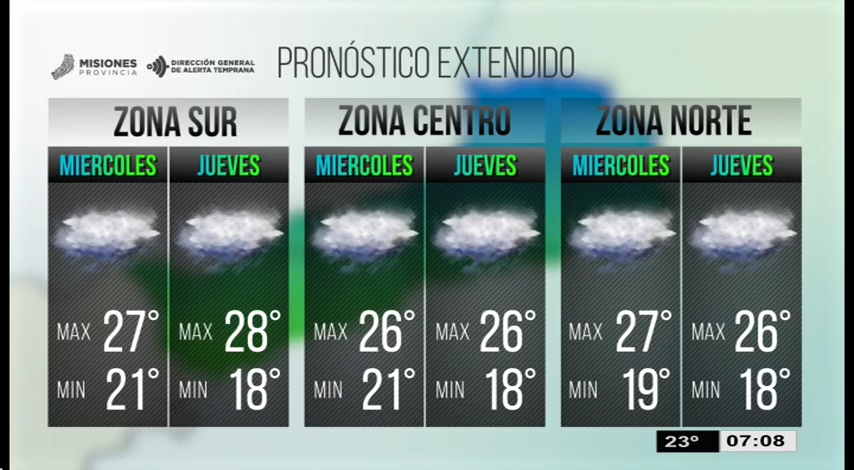 MISIONES
PROVINCIA
DIRECCIÓN GENERAL
DE ALERTA TEMPRANA
PRONÓSTICO EXTENDIDO
ZONA SUR
MIERCOLES JUEVES
MAX 27° MAX 28°
MIN 21° MIN 18°
ZONA CENTRO
MIERCOLES JUEVES
MAX 26° MAX 26°
MIN 21° MIN 18°
ZONA NORTE
MIERCOLES JUEVES
MAX 27° MAX 26°
MIN 19° MIN 18°
23° 07:08